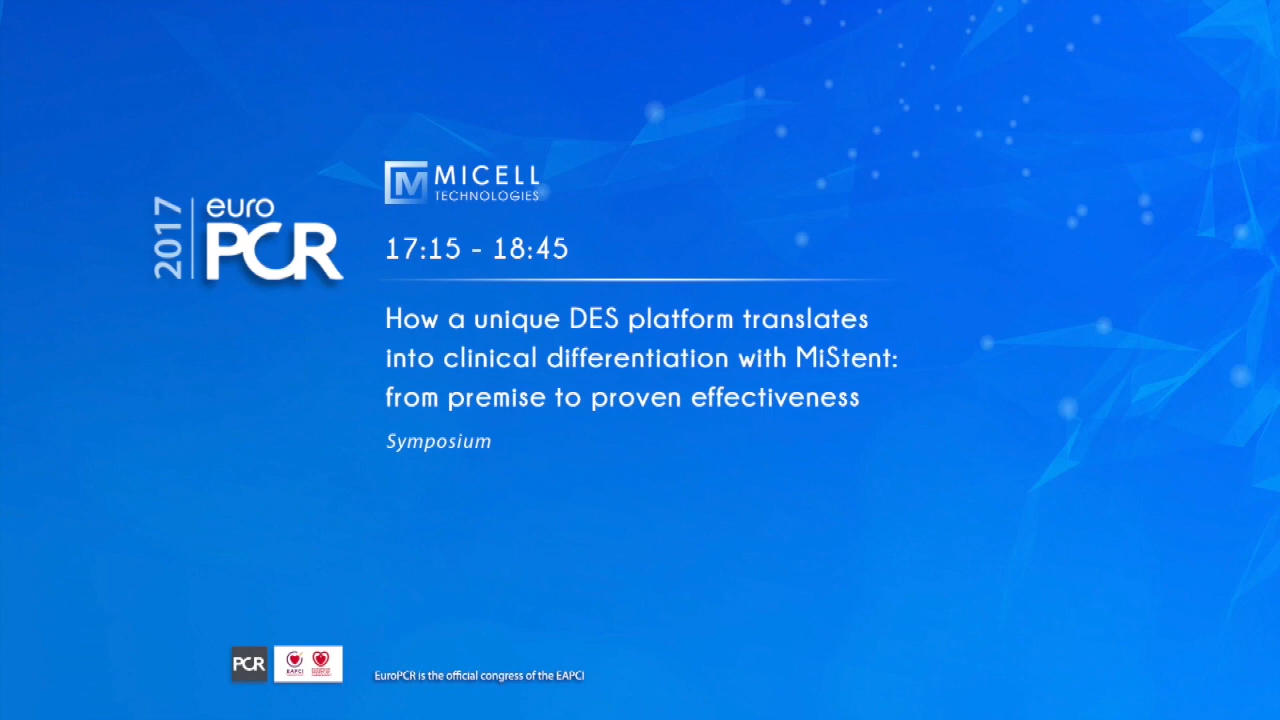 2017
euro
PCR
MICELL
TECHNOLOGIES
17:15 - 18:45
How a unique DES platform translates
into clinical differentiation with MiStent:
from premise to proven effectiveness
Symposium
PCR
EAPCI
EuroPCR is the official congress of the EAPCI